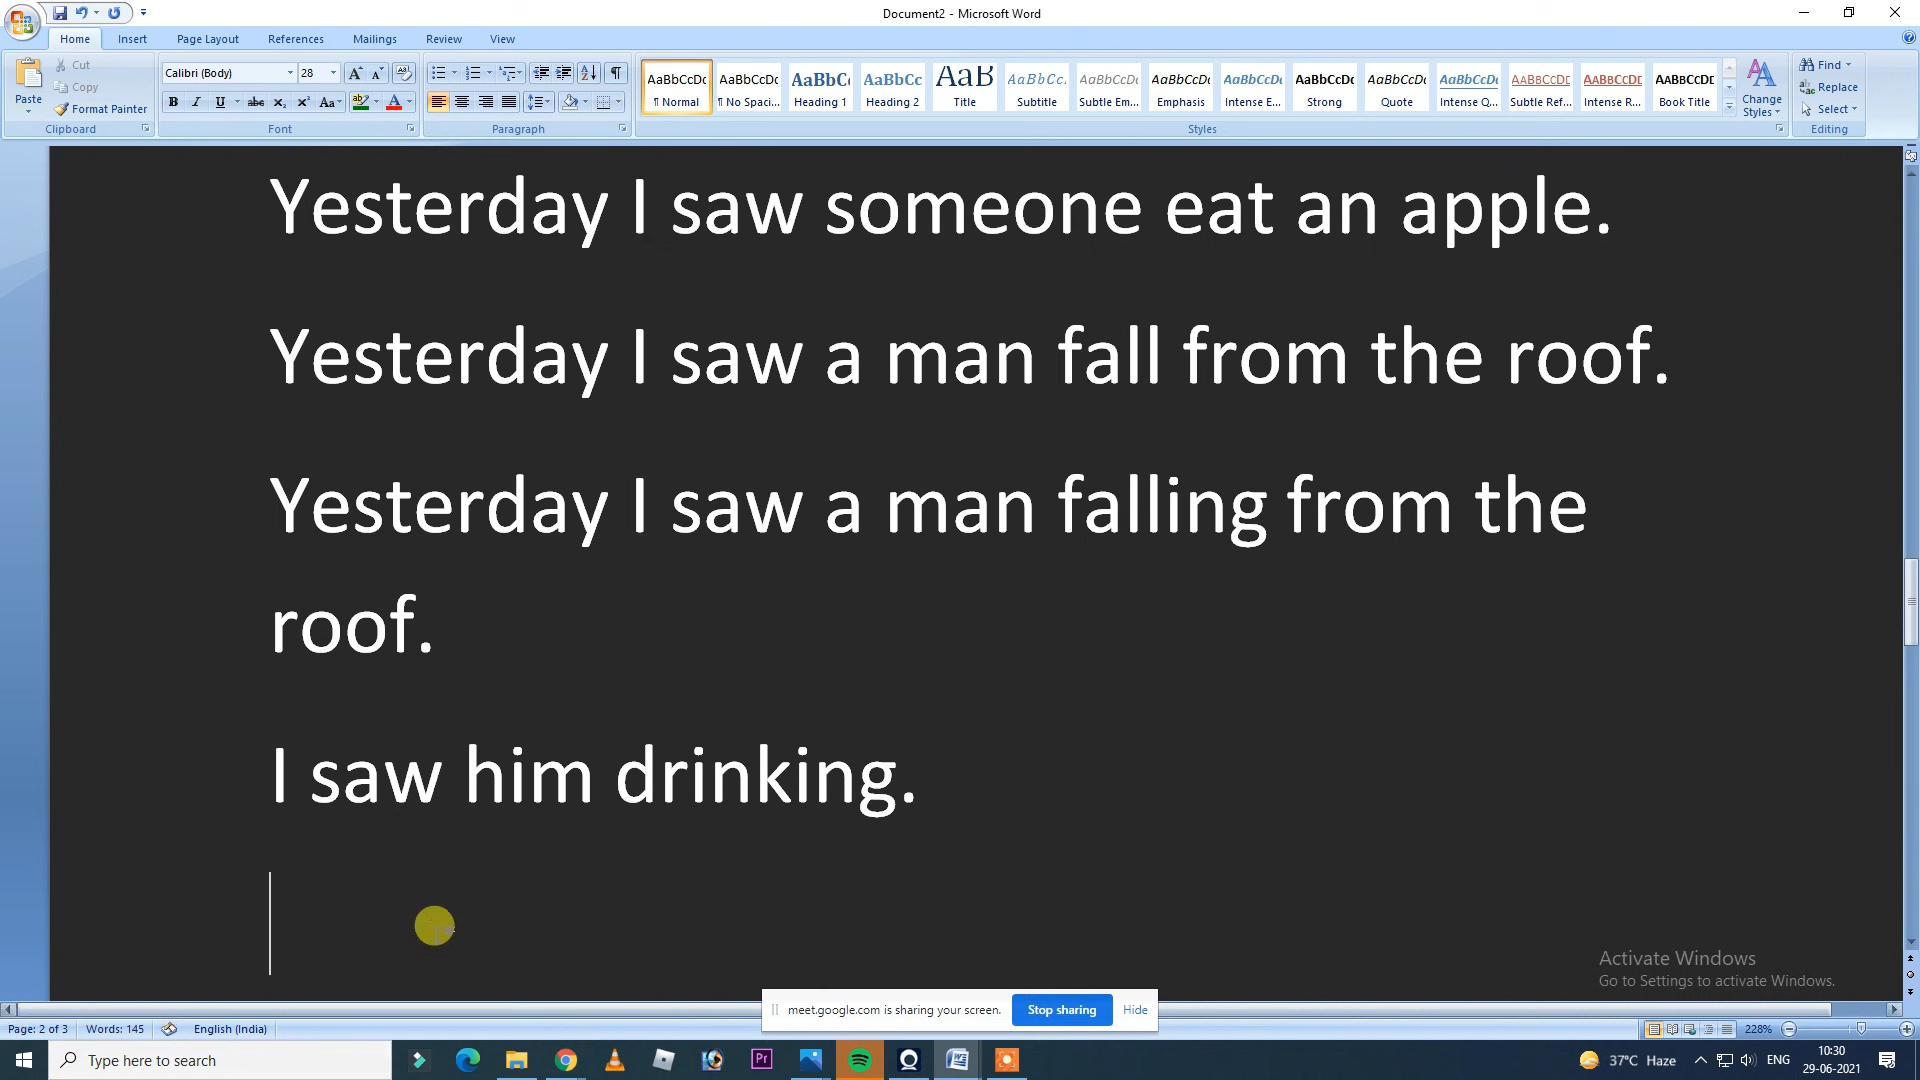 Document2 - Microsoft Word
Home Insert Page Layout References Mailings Review View
Paste
Cut
Copy
Format Painter
Clipboard
Calibri (Body) 28
Font
Paragraph
AaBbCcDc AaBbCcDc AaBbC AaBbCc AaB AaBbCc. AaBbCcDc AaBbCcDc AaBbCcDc AaBbCcDc AaBbCcDc AaBbCcDc AABBCCDE AABBCCDE AABBCCDE
¶ Normal ¶ No Spaci... Heading 1 Heading 2 Title Subtitle Subtle Em... Emphasis Intense E... Strong Quote Intense Q... Subtle Ref... Intense R... Book Title
Styles
Change
Styles
Find
Replace
Select
Editing
Yesterday I saw someone eat an apple.
Yesterday I saw a man fall from the roof.
Yesterday I saw a man falling from the
roof.
I saw him drinking.
Activate Windows
Go to Settings to activate Windows.
meet.google.com is sharing your screen. Stop sharing Hide
Page: 2 of 3 Words: 145 English (India) 228%
Type here to search
Pr
37°C Haze ENG
10:30
29-06-2021